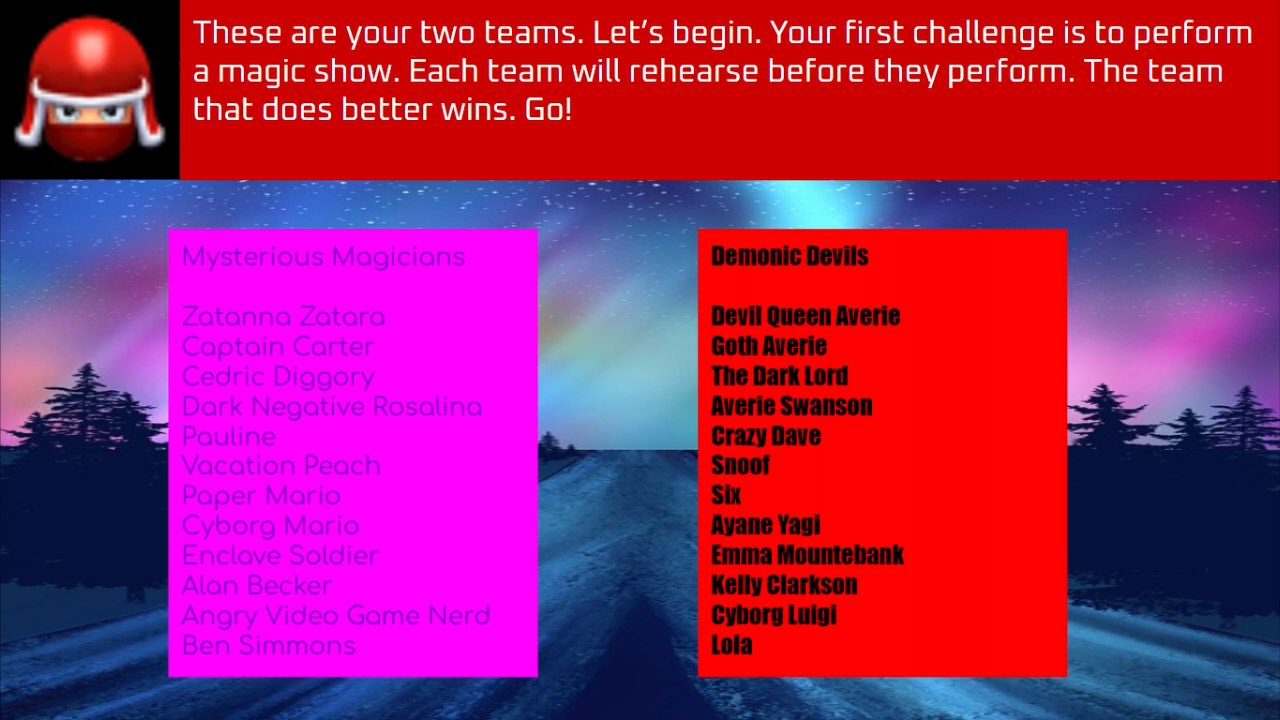 These are your two teams. Let’s begin. Your first challenge is to perform
a magic show. Each team will rehearse before they perform. The team
that does better wins. Go!
Mysterious Magicians
Zatanna Zatara
Captain Carter
Cedric Diggory
Dark Negative Rosalina
Pauline
Vacation Peach
Paper Mario
Cyborg Mario
Enclave Soldier
Alan Becker
Angry Video Game Nerd
Ben Simmons
Demonic Devils
Devil Queen Averie
Goth Averie
The Dark Lord
Averie Swanson
Crazy Dave
Snoof
Six
Ayane Yagi
Emma Mountebank
Kelly Clarkson
Cyborg Luigi
Lola